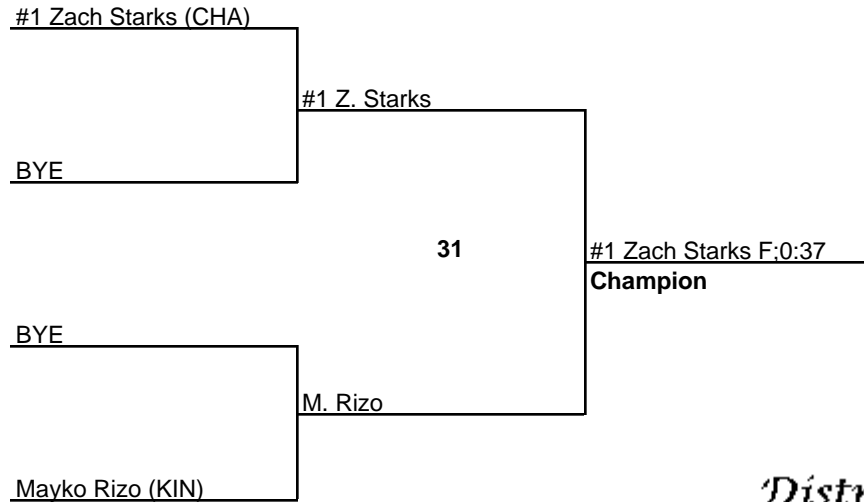 #1 Zach Starks (CHA)
#1 Z. Starks
BYE
31
#1 Zach Starks F;0:37
Champion
BYE
M. Rizo
Mayko Rizo (KIN)